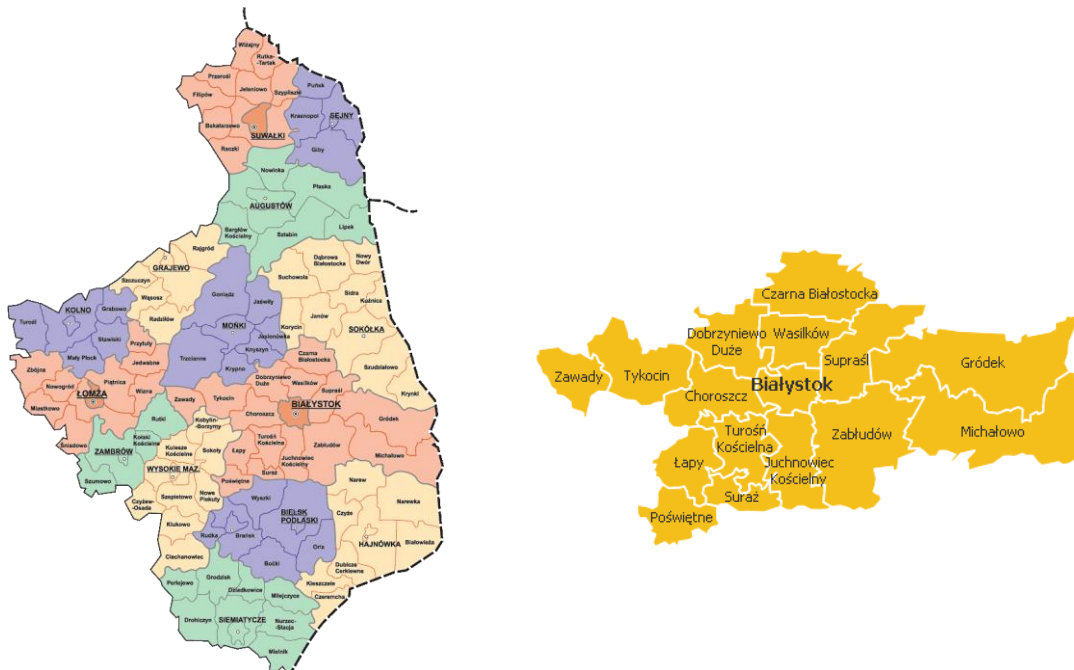 Wiżajny
Rutka-
-Tartak
Przerośl
Filipów
Jeleniowo
Szypliszki
Puńsk
Krasnopol
SEJNY
Bakałarzewo
SUWAŁKI
Raczki
Giby
Nowinka
Płaska
AUGUSTÓW
Bargłów
Kościelny
Sztabin
Lipsk
Rajgród
GRAJEWO
Szczuczyn
Wąsosz
Radziłów
Dąbrowa
Białostocka
Nowy
Dwór
Suchowola
Sidra
Kuźnica
Janów
Korycin
SOKÓŁKA
Szudziałowo
Krynki
Goniądz
Jaświły
MOŃKI
Jasionówka
Knyszyn
Trzcianne
Krypno
KOLNO
Grabowo
Turośl
Stawiski
Mały Płock
Przytuły
Jedwabne
Zbójna
Nowogród
Piątnica
ŁOMŻA
Wizna
Miastkowo
Śniadowo
Czarna
Białostocka
Dobrzyniewo
Duże
Wasilków
Supraśl
Zawady
Tykocin
Choroszcz
BIAŁYSTOK
Gródek
Turośń
Kościelna
Zabłudów
Michałowo
Łapy
Juchnowiec
Kościelny
Suraż
Poświętne
Rutki
Kołaki
Kościelne
ZAMBRÓW
Szumowo
Kobylin-
-Borzymy
Kulesze
Kościelne
Sokoły
WYSOKIE MAZ.
Szepietowo
Nowe
Piekuty
Czyżew-
-Osada
Klukowo
Ciechanowiec
Wyszki
BIELSK
PODLASKI
Rudka
Brańsk
Orla
Boćki
Narew
Narewka
Czyże
HAJNÓWKA
Białowieża
Dubicze
Cerkiewne
Kleszczele
Czeremcha
Perlejewo
Grodzisk
Dziadkowice
Milejczyce
Drohiczyn
SIEMIATYCZE
Nurzec-
-Stacja
Mielnik
Czarna Białostocka
Dobrzyniewo
Duże
Wasilków
Supraśl
Gródek
Zawady
Tykocin
Białystok
Choroszcz
Turośń
Kościelna
Zabłudów
Michałowo
Łapy
Juchnowiec
Kościelny
Suraż
Poświętne